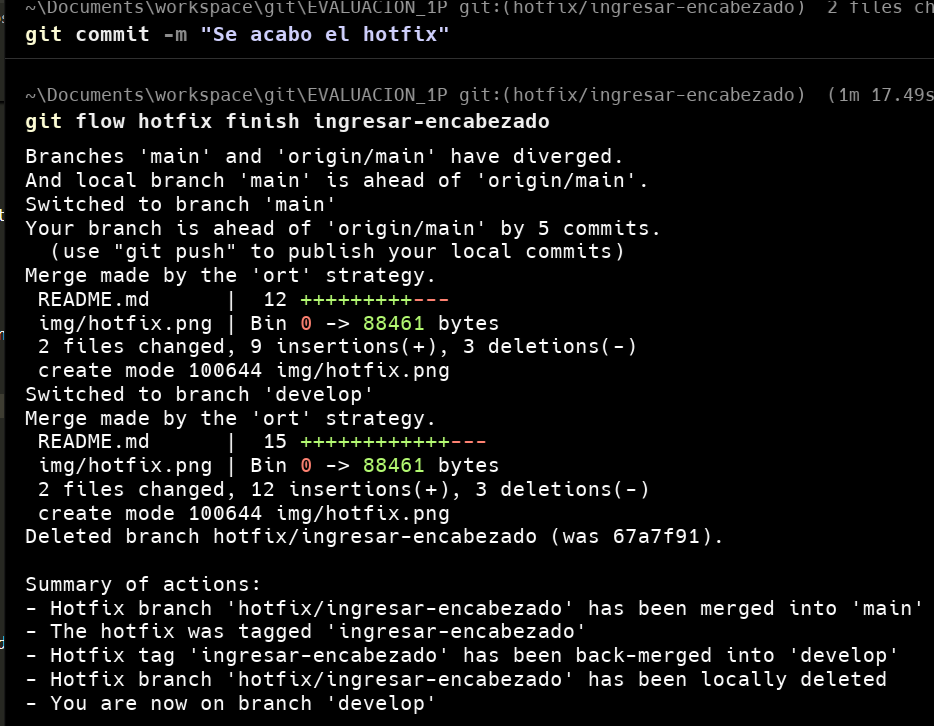 ~\Documents\workspace\git\EVALUACION_1P git:(hotfix/ingresar-encabezado)  2 files ch
git commit -m "Se acabo el hotfix"
~\Documents\workspace\git\EVALUACION_1P git:(hotfix/ingresar-encabezado)  (1m 17.49s
git flow hotfix finish ingresar-encabezado
Branches 'main' and 'origin/main' have diverged.
And local branch 'main' is ahead of 'origin/main'.
Switched to branch 'main'
Your branch is ahead of 'origin/main' by 5 commits.
  (use "git push" to publish your local commits)
Merge made by the 'ort' strategy.
 README.md      |  12 +++++++++---
 img/hotfix.png | Bin 0 -> 88461 bytes
 2 files changed, 9 insertions(+), 3 deletions(-)
 create mode 100644 img/hotfix.png
Switched to branch 'develop'
Merge made by the 'ort' strategy.
 README.md      |  15 ++++++++++++---
 img/hotfix.png | Bin 0 -> 88461 bytes
 2 files changed, 12 insertions(+), 3 deletions(-)
 create mode 100644 img/hotfix.png
Deleted branch hotfix/ingresar-encabezado (was 67a7f91).
Summary of actions:
- Hotfix branch 'hotfix/ingresar-encabezado' has been merged into 'main'
- The hotfix was tagged 'ingresar-encabezado'
- Hotfix tag 'ingresar-encabezado' has been back-merged into 'develop'
- Hotfix branch 'hotfix/ingresar-encabezado' has been locally deleted
- You are now on branch 'develop'